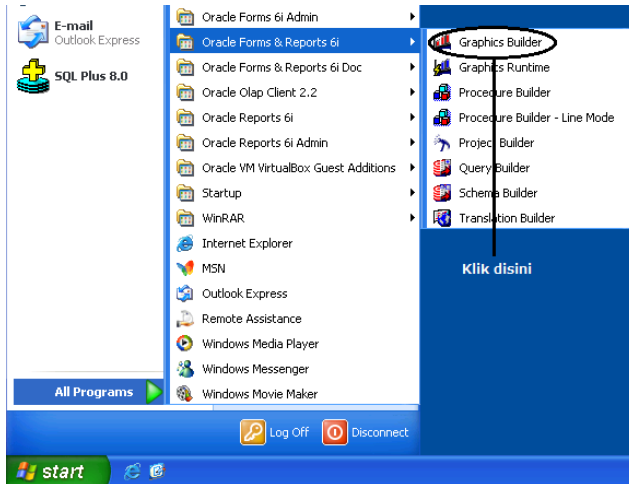 E-mail
Outlook Express
SQL Plus 8.0
All Programs
Oracle Forms 6i Admin
Oracle Forms & Reports 6i
Oracle Forms & Reports 6i Doc
Oracle Olap Client 2.2
Oracle Reports 6i
Oracle Reports 6i Admin
Oracle VM VirtualBox Guest Additions
Startup
WinRAR
Internet Explorer
MSN
Outlook Express
Remote Assistance
Windows Media Player
Windows Messenger
Windows Movie Maker
Graphics Builder
Graphics Runtime
Procedure Builder
Procedure Builder - Line Mode
Project Builder
Query Builder
Schema Builder
Translation Builder
Klik disini
Log Off
Disconnect
start